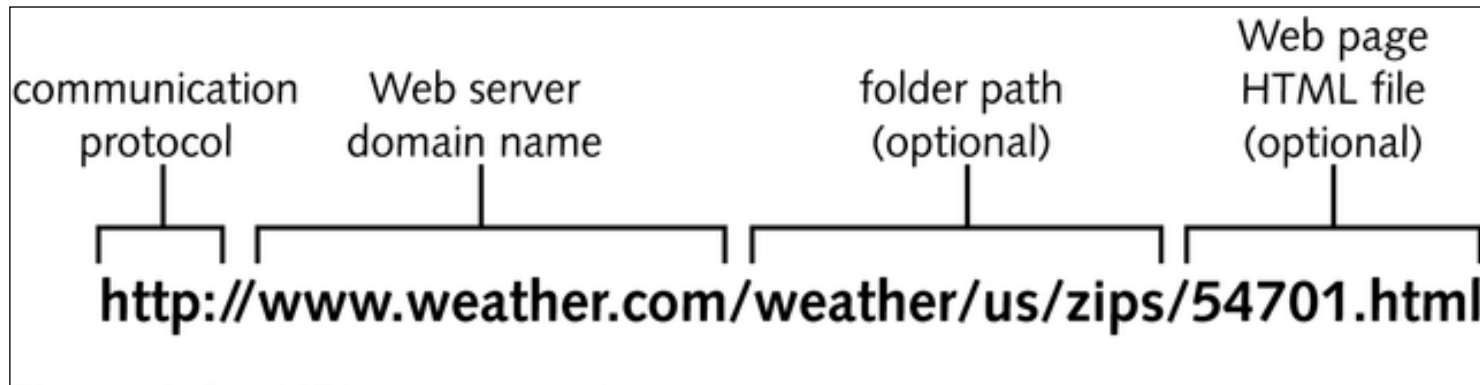 communication
protocol
Web server
domain name
folder path
(optional)
Web page
HTML file
(optional)
http://www.weather.com/weather/us/zips/54701.html